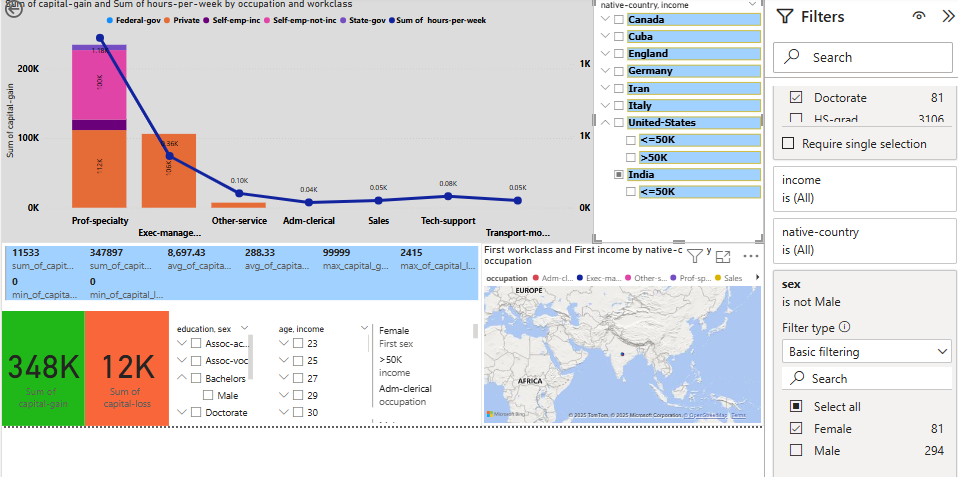 Sum of capital-gain and Sum of hours-per-week by occupation and workclass
Federal-gov Private Self-emp-inc Self-emp-not-inc State-gov Sum of hours-per-week
Sum of capital-gain
200K
100K
0K
1K
1K
0K
1.18K
100K
112K
0.36K
106K
0.10K
0.04K
0.05K
0.08K
0.05K
Prof-specialty
Exec-manage...
Other-service
Adm-clerical
Sales
Tech-support
Transport-mo...
native-country, income
Canada
Cuba
England
Germany
Iran
Italy
United-States
<=50K
>50K
India
<=50K
11533 347897 8,697.43 288.33 99999 2415
sum_of_capit... sum_of_capit... avg_of_capita... avg_of_capita... max_capital_g... max_of_capital_l...
0 0
min_of_capita... min_of_capital_l...
348K
Sum of
capital-gain
12K
Sum of
capital-loss
education, sex
Assoc-ac...
Assoc-voc
Bachelors
Male
Doctorate
age, income
23
25
27
29
30
Female
First sex
>50K
income
Adm-clerical
occupation
First workclass and First income by native-c y
occupation
occupation Adm-cl... Exec-ma... Other-s... Prof-sp... Sales
EUROPE
AFRICA
Microsoft Bing
© 2025 TomTom, © 2025 Microsoft Corporation, © OpenStreetMap Terms
Filters
Search
Doctorate 81
HS-grad 3106
Require single selection
income
is (All)
native-country
is (All)
sex
is not Male
Filter type
Basic filtering
Search
Select all
Female 81
Male 294